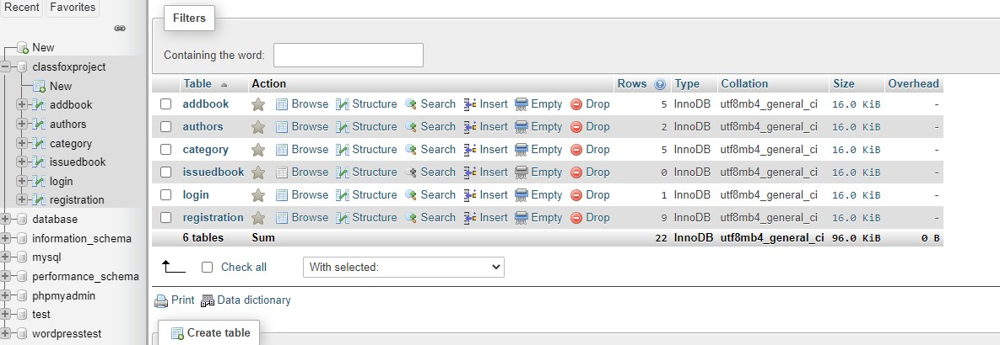 Recent Favorites
New
classfoxproject
New
addbook
authors
category
issuedbook
login
registration
database
information_schema
mysql
performance_schema
phpmyadmin
test
wordpresstest
Filters
Containing the word:
Table Action Rows Type Collation Size Overhead
addbook Browse Structure Search Insert Empty Drop 5 InnoDB utf8mb4_general_ci 16.0 KiB -
authors Browse Structure Search Insert Empty Drop 2 InnoDB utf8mb4_general_ci 16.0 KiB -
category Browse Structure Search Insert Empty Drop 5 InnoDB utf8mb4_general_ci 16.0 KiB -
issuedbook Browse Structure Search Insert Empty Drop 0 InnoDB utf8mb4_general_ci 16.0 KiB -
login Browse Structure Search Insert Empty Drop 1 InnoDB utf8mb4_general_ci 16.0 KiB -
registration Browse Structure Search Insert Empty Drop 9 InnoDB utf8mb4_general_ci 16.0 KiB -
6 tables Sum 22 InnoDB utf8mb4_general_ci 96.0 KiB 0 B
Check all With selected:
Print Data dictionary
Create table